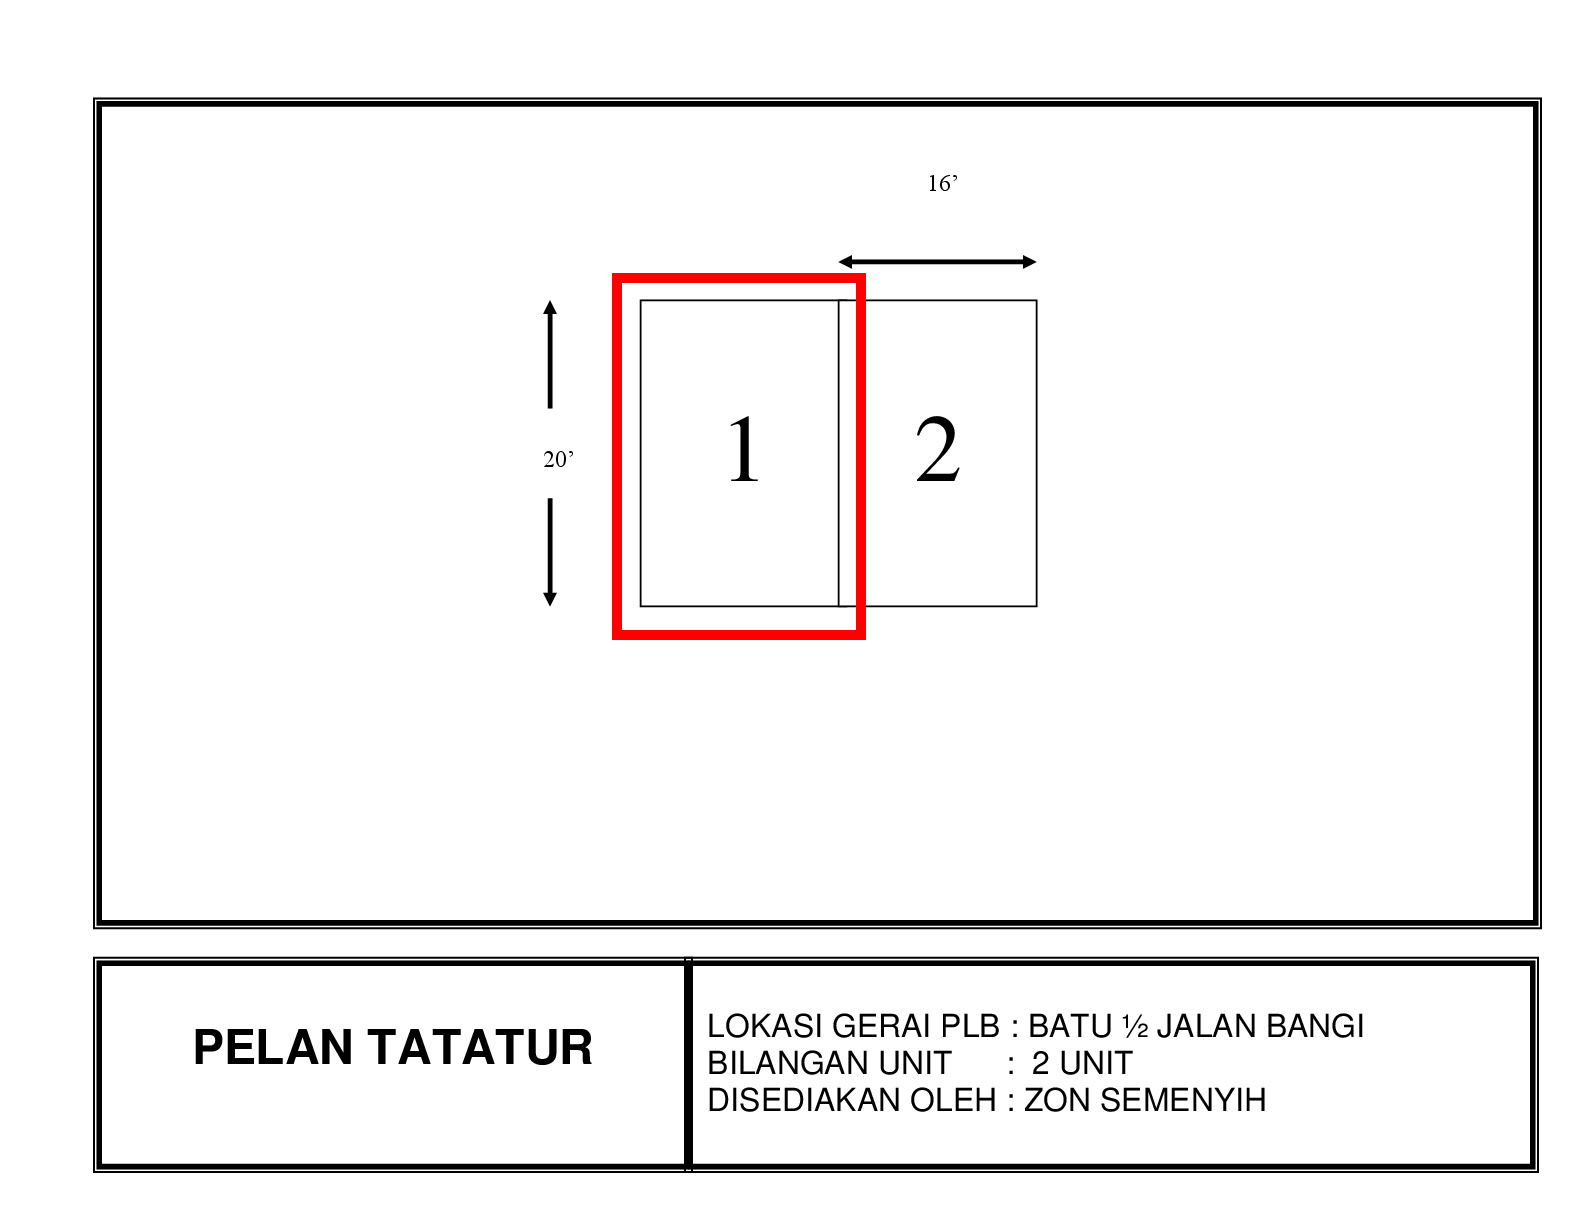 16’
20’
1
2
PELAN TATATUR
LOKASI GERAI PLB : BATU ½ JALAN BANGI
BILANGAN UNIT : 2 UNIT
DISEDIAKAN OLEH : ZON SEMENYIH